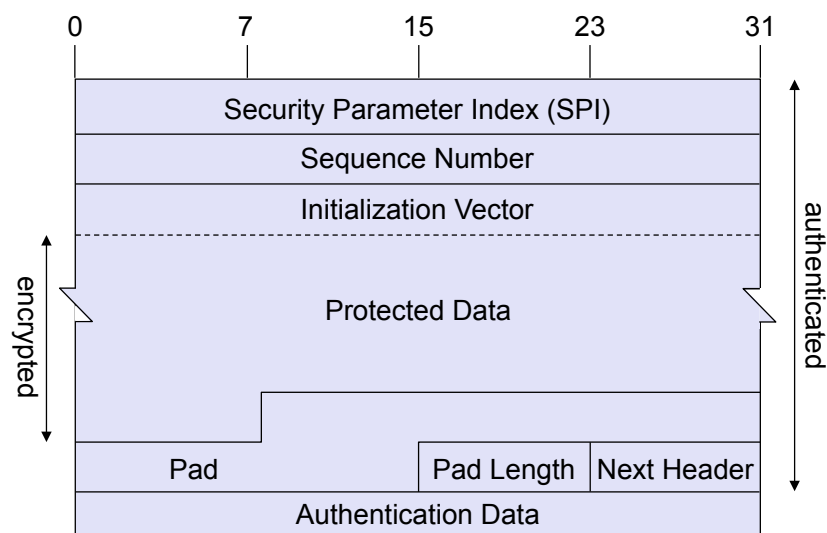 0 7 15 23 31
Security Parameter Index (SPI)
Sequence Number
Initialization Vector
authenticated
encrypted
Protected Data
Pad
Pad Length
Next Header
Authentication Data